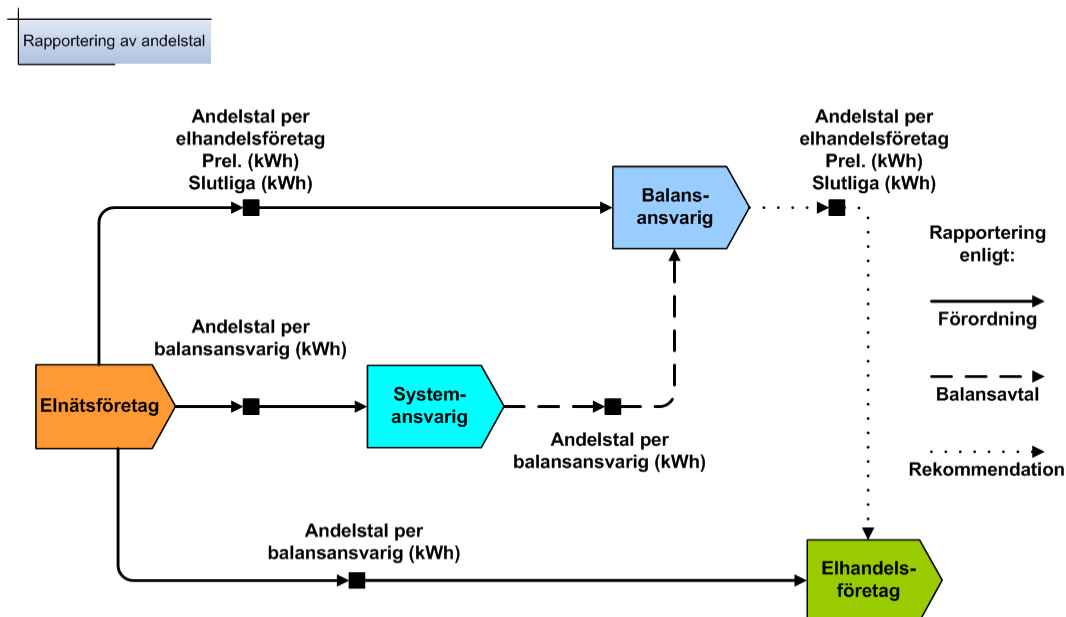 Rapportering av andelstal
Andelstal per
elhandelsföretag
Prel. (kWh)
Slutliga (kWh)
Andelstal per
elhandelsföretag
Prel. (kWh)
Slutliga (kWh)
Balans-
ansvarig
Rapportering
enligt:
Förordning
Balansavtal
Rekommendation
Andelstal per
balansansvarig (kWh)
Elnätsföretag
System-
ansvarig
Andelstal per
balansansvarig (kWh)
Andelstal per
balansansvarig (kWh)
Elhandels-
företag